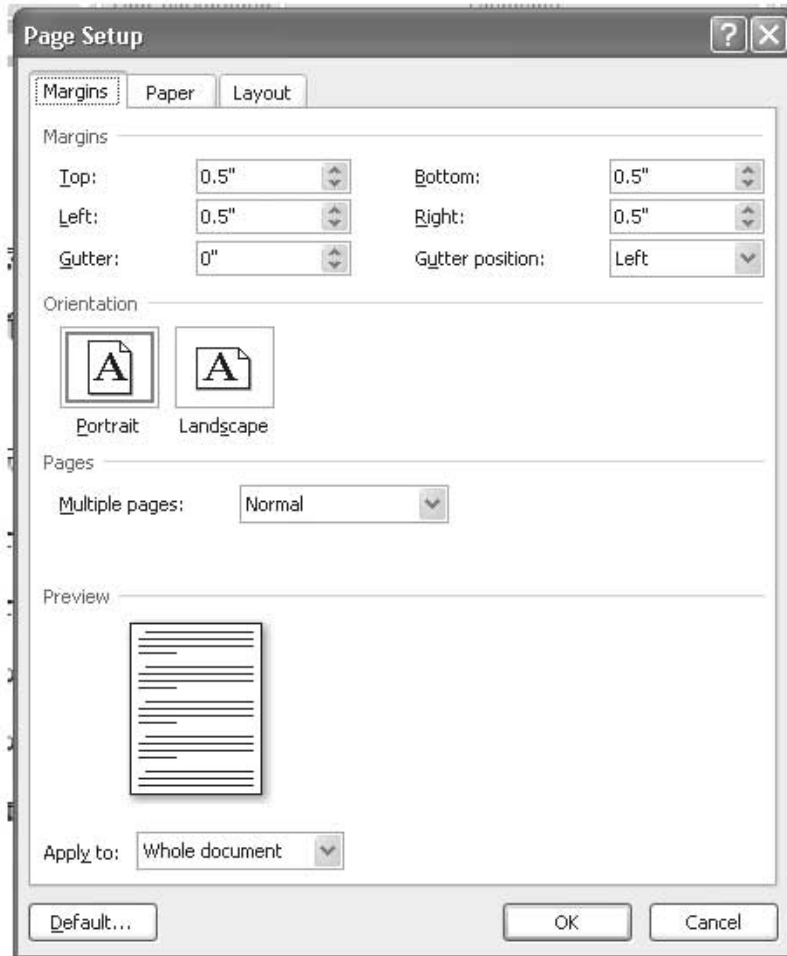 Page Setup
Margins Paper Layout
Margins
Top: 0.5" Bottom: 0.5"
Left: 0.5" Right: 0.5"
Gutter: 0" Gutter position: Left
Orientation
A A
Portrait Landscape
Pages
Multiple pages: Normal
Preview
Apply to: Whole document
Default... OK Cancel